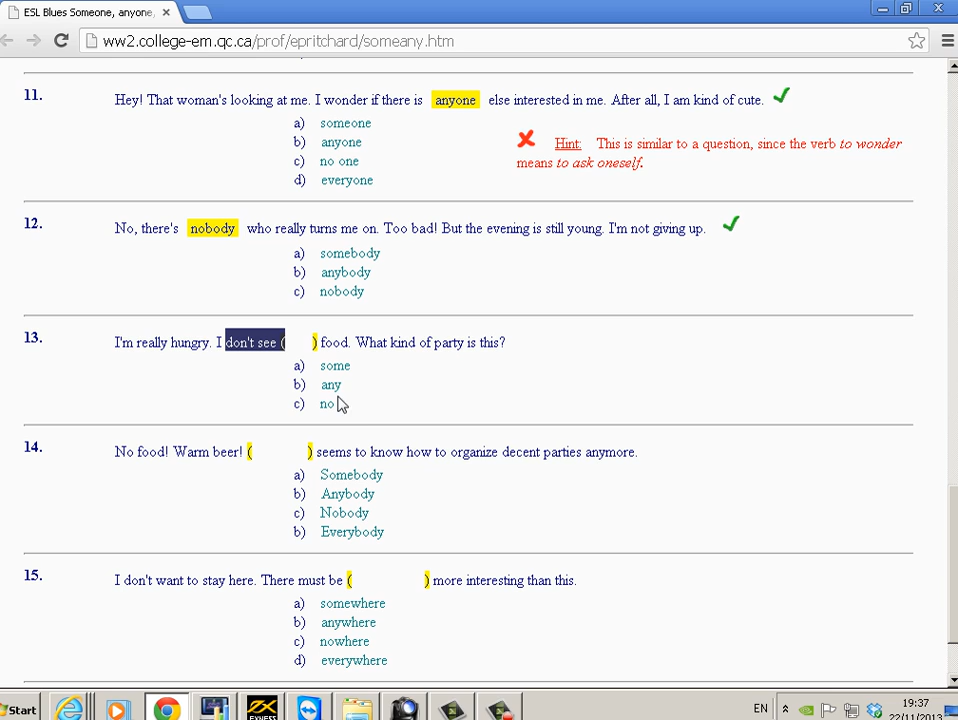 ESL Blues Someone, anyone,
ww2.college-em.qc.ca/prof/epritchard/someany.htm
11. Hey! That woman's looking at me. I wonder if there is anyone else interested in me. After all, I am kind of cute.
a) someone
b) anyone
c) no one
d) everyone
Hint: This is similar to a question, since the verb to wonder
means to ask oneself.
12. No, there's nobody who really turns me on. Too bad! But the evening is still young. I'm not giving up.
a) somebody
b) anybody
c) nobody
13. I'm really hungry. I don't see ( ) food. What kind of party is this?
a) some
b) any
c) no
14. No food! Warm beer! ( ) seems to know how to organize decent parties anymore.
a) Somebody
b) Anybody
c) Nobody
b) Everybody
15. I don't want to stay here. There must be ( ) more interesting than this.
a) somewhere
b) anywhere
c) nowhere
d) everywhere
Start
EXNESS
EN
19:37
22/11/2013